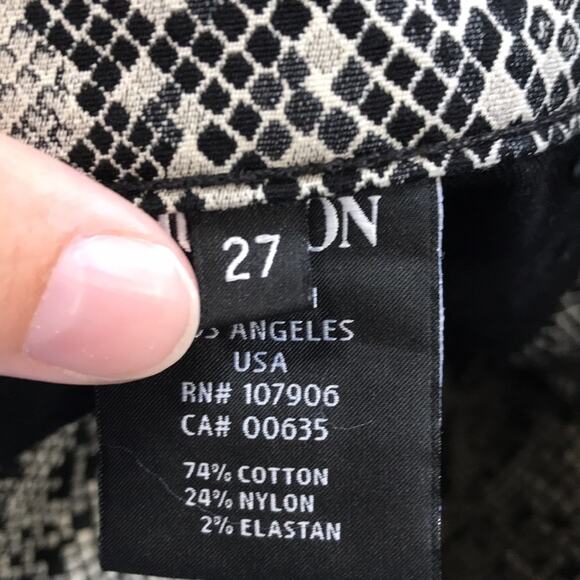 27
ANGELES
USA
RN# 107906
CA# 00635
74% COTTON
24% NYLON
2% ELASTAN